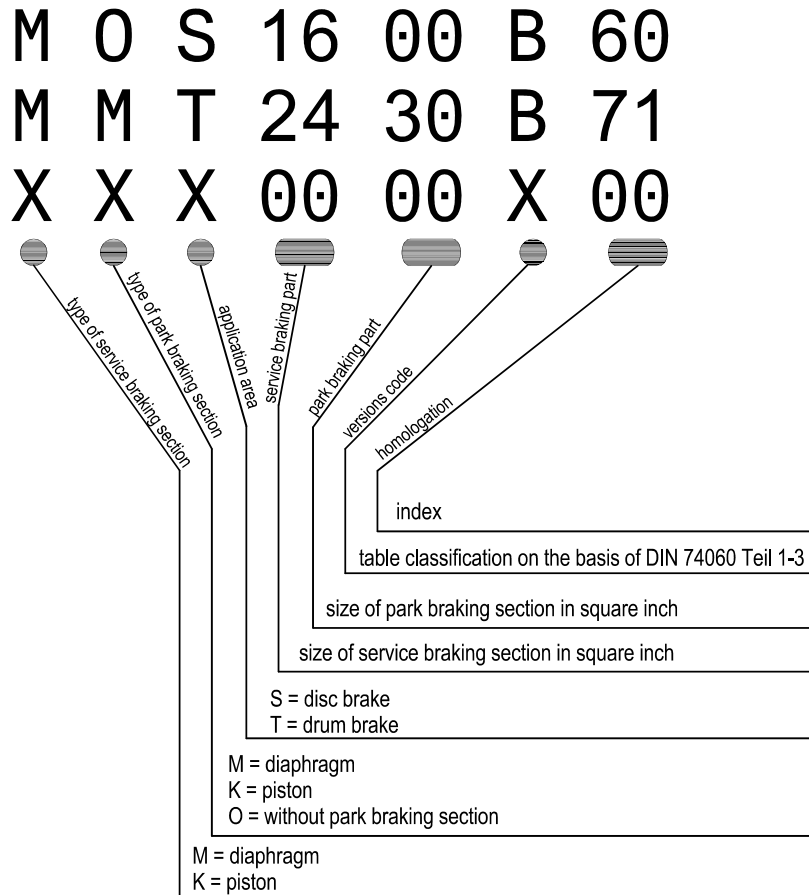 M O S 16 00 B 60
M M T 24 30 B 71
X X X 00 00 X 00
type of service braking section
type of park braking section
application area
service braking part
park braking part
versions code
homologation
index
table classification on the basis of DIN 74060 Teil 1-3
size of park braking section in square inch
size of service braking section in square inch
S = disc brake
T = drum brake
M = diaphragm
K = piston
O = without park braking section
M = diaphragm
K = piston